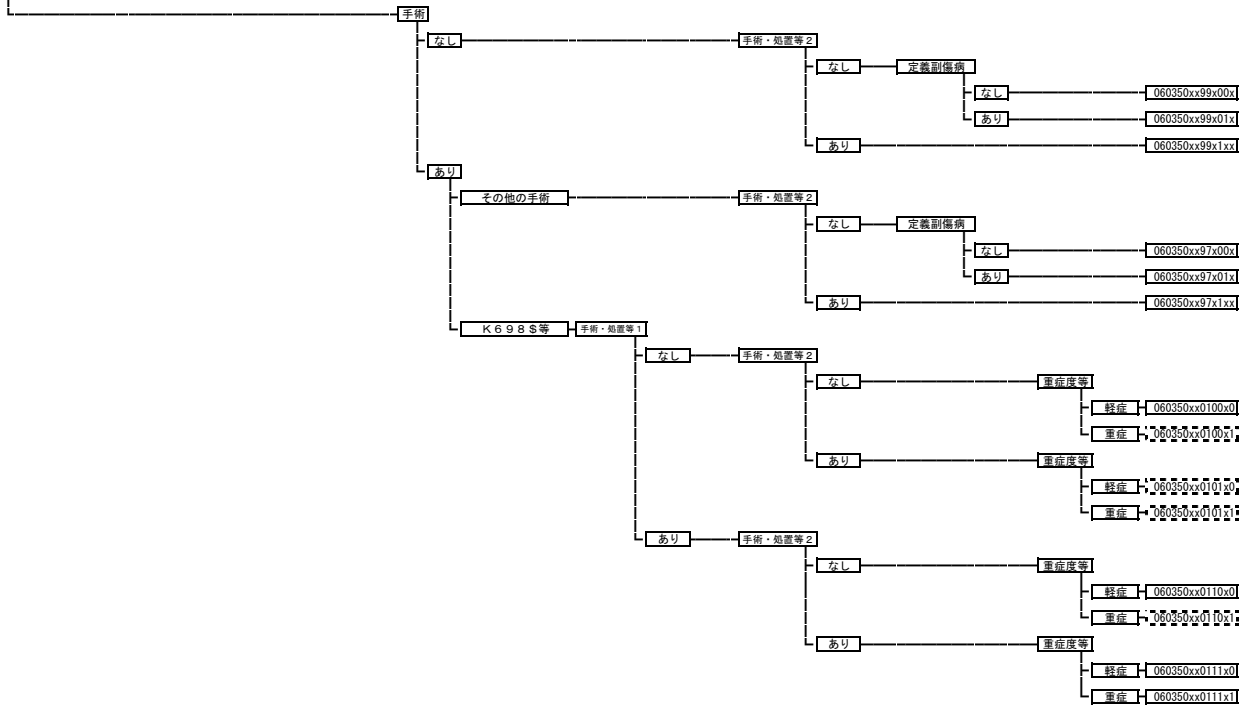 手術
なし 手術・処置等2
なし 定義副傷病
なし 060350xx99x00x
あり 060350xx99x01x
あり 060350xx99x1xx
あり
その他の手術 手術・処置等2
なし 定義副傷病
なし 060350xx97x00x
あり 060350xx97x01x
あり 060350xx97x1xx
K698$等 手術・処置等1
なし 手術・処置等2
なし 重症度等
軽症 060350xx0100x0
重症 060350xx0100x1
あり 重症度等
軽症 060350xx0101x0
重症 060350xx0101x1
あり 手術・処置等2
なし 重症度等
軽症 060350xx0110x0
重症 060350xx0110x1
あり 重症度等
軽症 060350xx0111x0
重症 060350xx0111x1